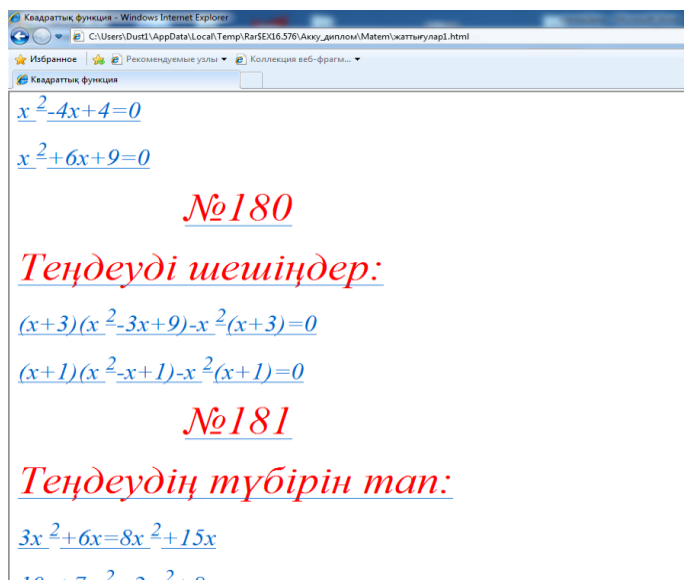 Квадраттық функция - Windows Internet Explorer
C:\Users\Dust1\AppData\Local\Temp\Rar$EX16.576\Акку_диплом\Matem\жаттығулар1.html
Избранное Рекомендуемые узлы ▼ Коллекция веб-фрагм... ▼
Квадраттық функция
x ²-4x+4=0
x ²+6x+9=0
№180
Теңдеуді шешіңдер:
(x+3)(x ²-3x+9)-x ²(x+3)=0
(x+1)(x ²-x+1)-x ²(x+1)=0
№181
Теңдеудің түбірін тап:
3x ²+6x=8x ²+15x